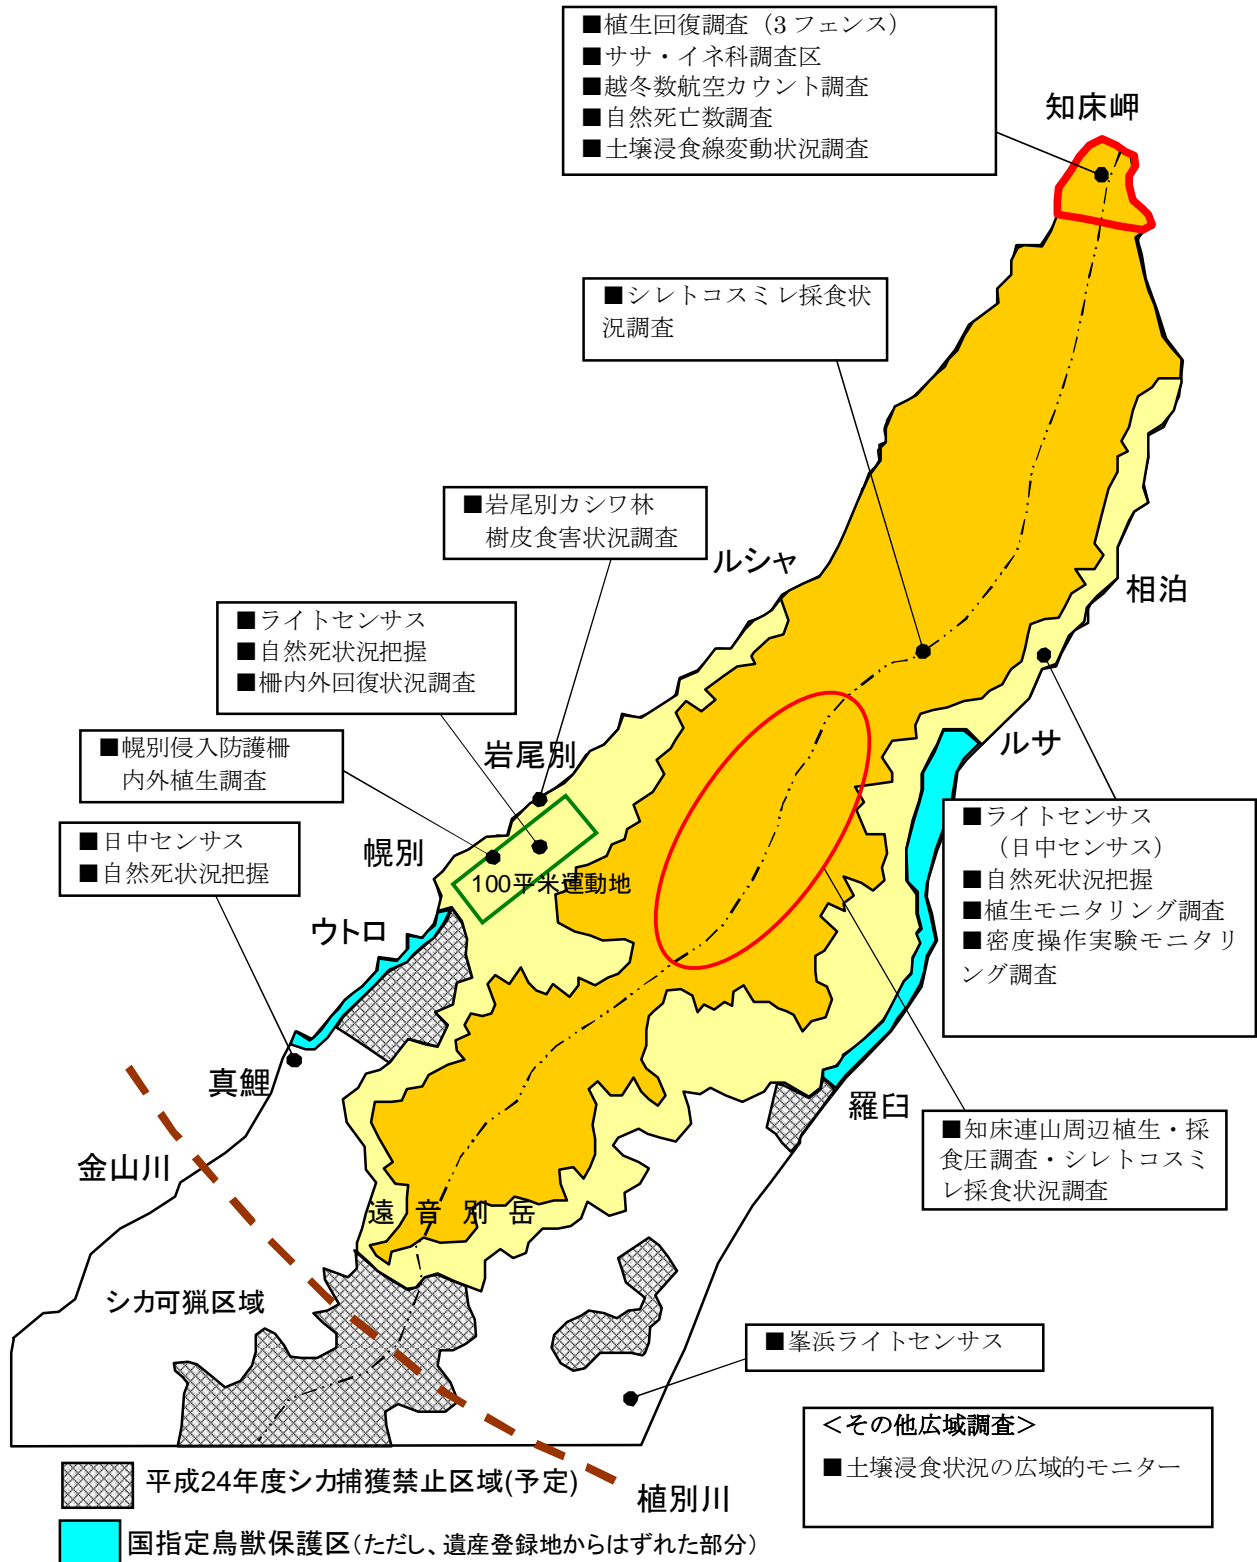 ■植生回復調査（3フェンス）
■ササ・イネ科調査区
■越冬数航空カウント調査
■自然死亡数調査
■土壌浸食線変動状況調査
知床岬
■シレトコスミレ採食状
況調査
■岩尾別カシワ林
樹皮食害状況調査
ルシャ
相泊
■ライトセンサス
■自然死状況把握
■柵内外回復状況調査
ルサ
■幌別侵入防護柵
内外植生調査
岩尾別
■日中センサス
■自然死状況把握
幌別
100平米運動地
ウトロ
■ライトセンサス
（日中センサス）
■自然死状況把握
■植生モニタリング調査
■密度操作実験モニタリ
ング調査
真鯉
羅臼
■知床連山周辺植生・採
食圧調査・シレトコスミ
レ採食状況調査
金山川
遠音別岳
シカ可猟区域
■峯浜ライトセンサス
＜その他広域調査＞
■土壌浸食状況の広域的モニター
平成24年度シカ捕獲禁止区域(予定)
植別川
国指定鳥獣保護区(ただし、遺産登録地からはずれた部分)